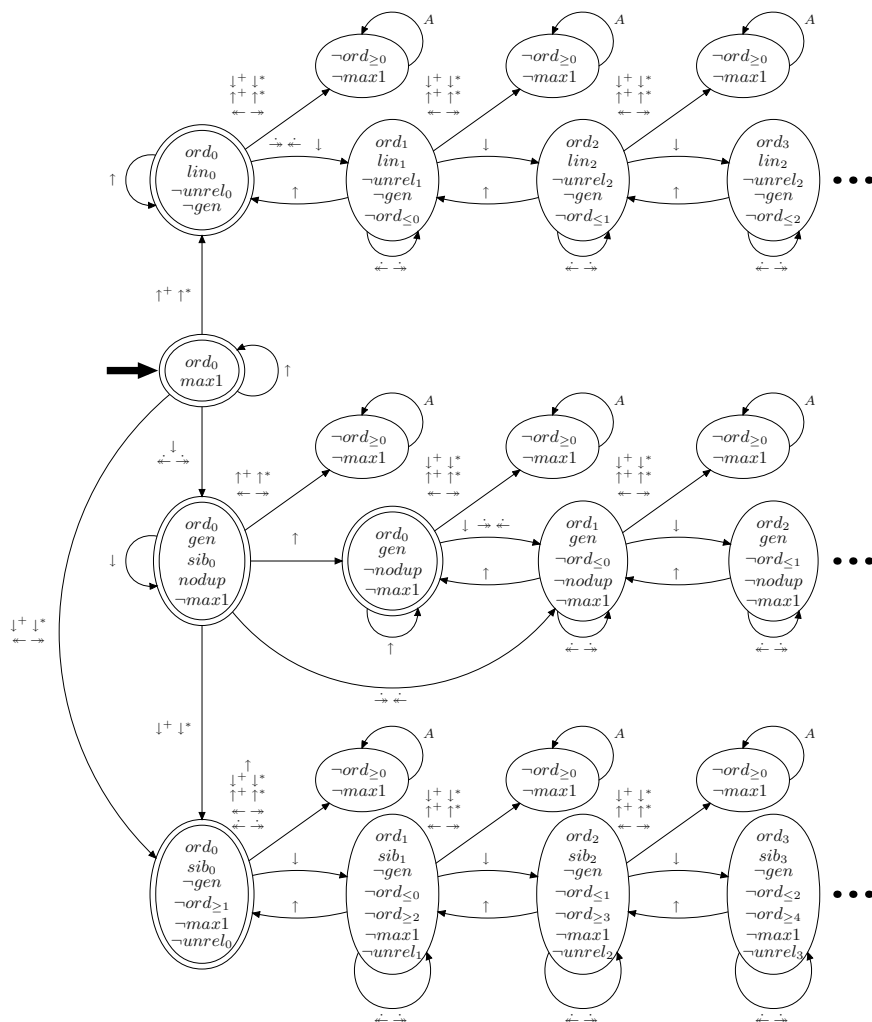 A A A
¬ord≥0 ¬ord≥0 ¬ord≥0
¬max1 ¬max1 ¬max1
↓⁺ ↓* ↓⁺ ↓* ↓⁺ ↓*
↑⁺ ↑* ↑⁺ ↑* ↑⁺ ↑*
↞ ↠ ↞ ↠ ↞ ↠
ord₀ ord₁ ord₂ ord₃
lin₀ lin₁ lin₂ lin₂
¬unrel₀ ¬unrel₁ ¬unrel₂ ¬unrel₂
¬gen ¬gen ¬gen ¬gen
¬ord≤0 ¬ord≤1 ¬ord≤2
↠̇ ↞̇ ↓ ↓ ↓
↑ ↑ ↑ ↑
↞̇ ↠̇ ↞̇ ↠̇ ↞̇ ↠̇
• • •
↑⁺ ↑*
ord₀
max1
↑
↓
↞̇ ↠̇
A A A
¬ord≥0 ¬ord≥0 ¬ord≥0
¬max1 ¬max1 ¬max1
↑⁺ ↑* ↓⁺ ↓* ↓⁺ ↓*
↞ ↠ ↑⁺ ↑* ↑⁺ ↑*
↞ ↠ ↞ ↠
ord₀ ord₀ ord₁ ord₂
gen gen gen gen
sib₀ ¬nodup ¬ord≤0 ¬ord≤1
nodup ¬max1 ¬nodup ¬nodup
¬max1 ¬max1 ¬max1
↓ ↑ ↓ ↠̇ ↞̇ ↓
↑ ↑
↑ ↞̇ ↠̇ ↞̇ ↠̇
• • •
↠̇ ↞̇
↓⁺ ↓*
↞ ↠
↓⁺ ↓*
A A A
¬ord≥0 ¬ord≥0 ¬ord≥0
¬max1 ¬max1 ¬max1
↑
↓⁺ ↓* ↓⁺ ↓* ↓⁺ ↓*
↑⁺ ↑* ↑⁺ ↑* ↑⁺ ↑*
↞ ↠ ↞ ↠ ↞ ↠
↞̇ ↠̇
ord₀ ord₁ ord₂ ord₃
sib₀ sib₁ sib₂ sib₃
¬gen ¬gen ¬gen ¬gen
¬ord≥1 ¬ord≤0 ¬ord≤1 ¬ord≤2
¬max1 ¬ord≥2 ¬ord≥3 ¬ord≥4
¬unrel₀ ¬max1 ¬max1 ¬max1
¬unrel₁ ¬unrel₂ ¬unrel₃
↓ ↓ ↓
↑ ↑ ↑
• • •
↞̇ ↠̇ ↞̇ ↠̇ ↞̇ ↠̇